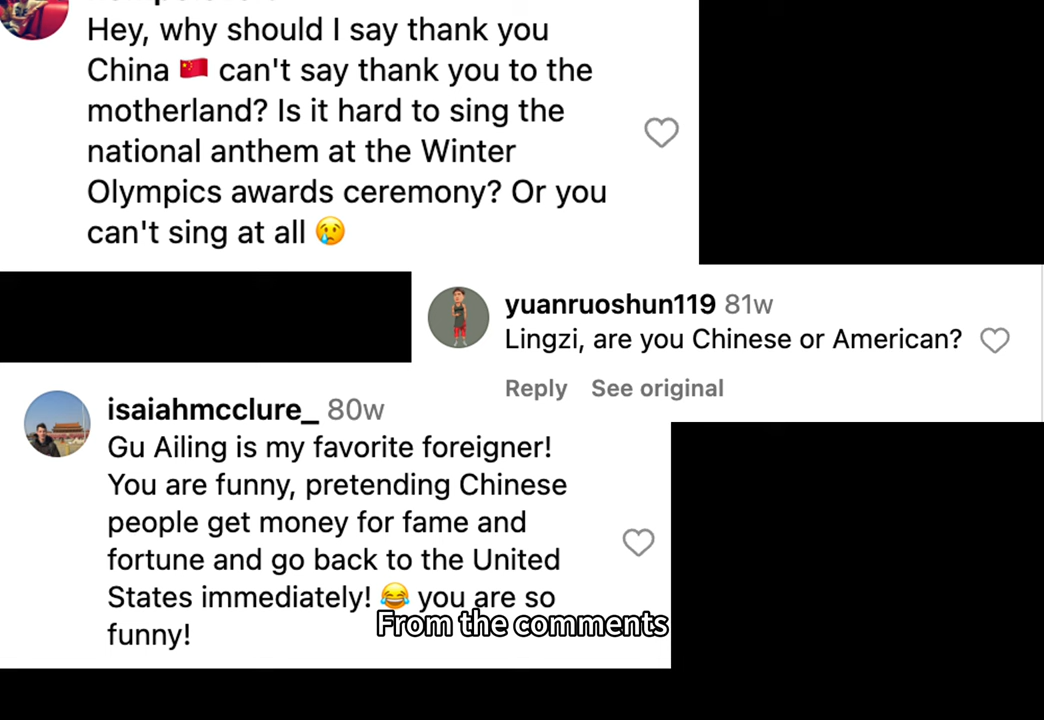 Hey, why should I say thank you
China 🇨🇳 can't say thank you to the
motherland? Is it hard to sing the
national anthem at the Winter
Olympics awards ceremony? Or you
can't sing at all 😢
yuanruoshun119 81w
Lingzi, are you Chinese or American?
Reply See original
isaiahmcclure_ 80w
Gu Ailing is my favorite foreigner!
You are funny, pretending Chinese
people get money for fame and
fortune and go back to the United
States immediately! 😂 you are so
funny!
From the comments